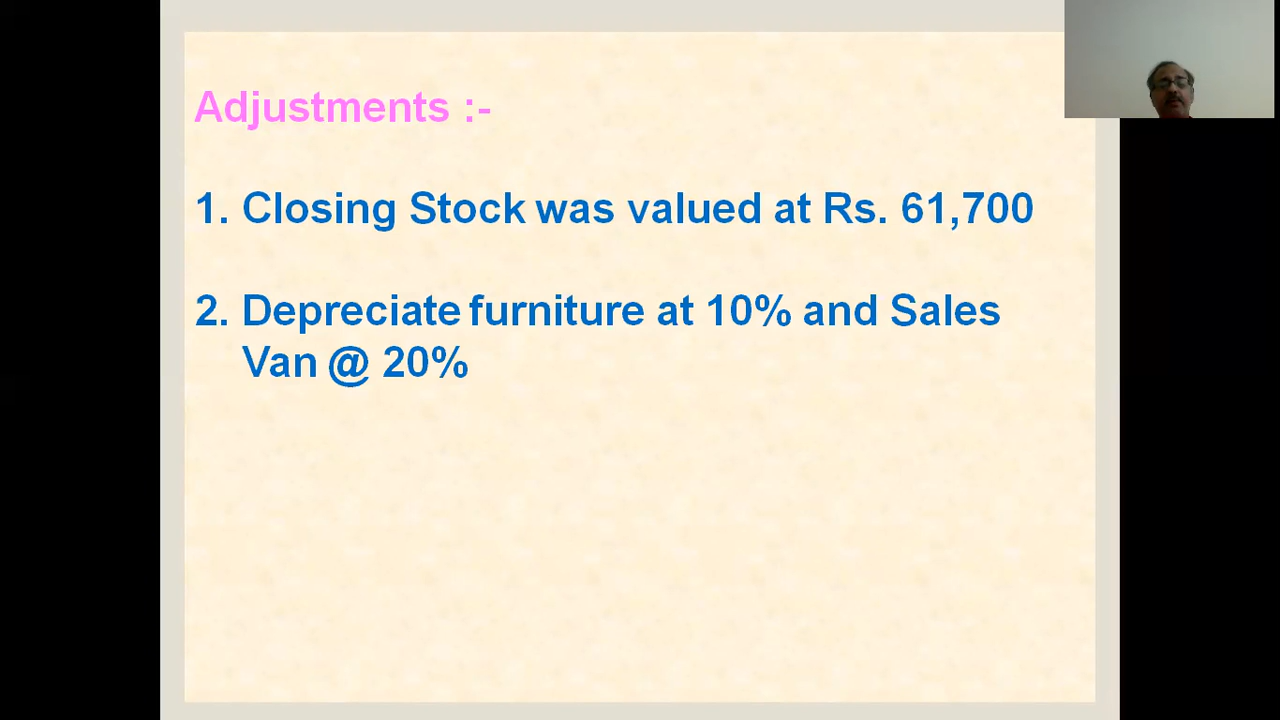 Adjustments :-
1. Closing Stock was valued at Rs. 61,700
2. Depreciate furniture at 10% and Sales
Van @ 20%